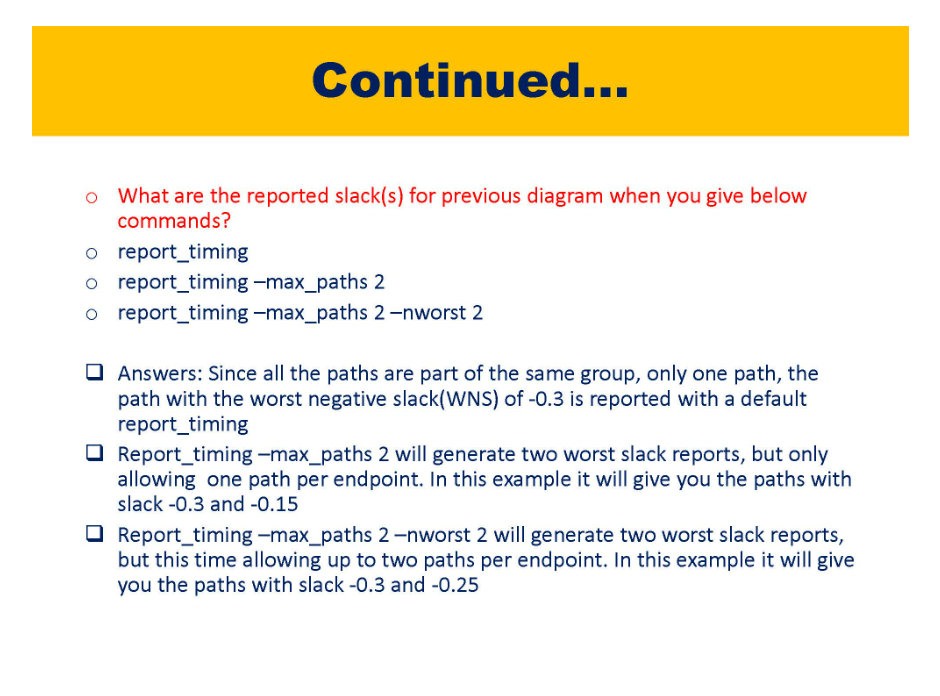 Continued...
o What are the reported slack(s) for previous diagram when you give below
commands?
o report_timing
o report_timing –max_paths 2
o report_timing –max_paths 2 –nworst 2
❑ Answers: Since all the paths are part of the same group, only one path, the
path with the worst negative slack(WNS) of -0.3 is reported with a default
report_timing
❑ Report_timing –max_paths 2 will generate two worst slack reports, but only
allowing one path per endpoint. In this example it will give you the paths with
slack -0.3 and -0.15
❑ Report_timing –max_paths 2 –nworst 2 will generate two worst slack reports,
but this time allowing up to two paths per endpoint. In this example it will give
you the paths with slack -0.3 and -0.25